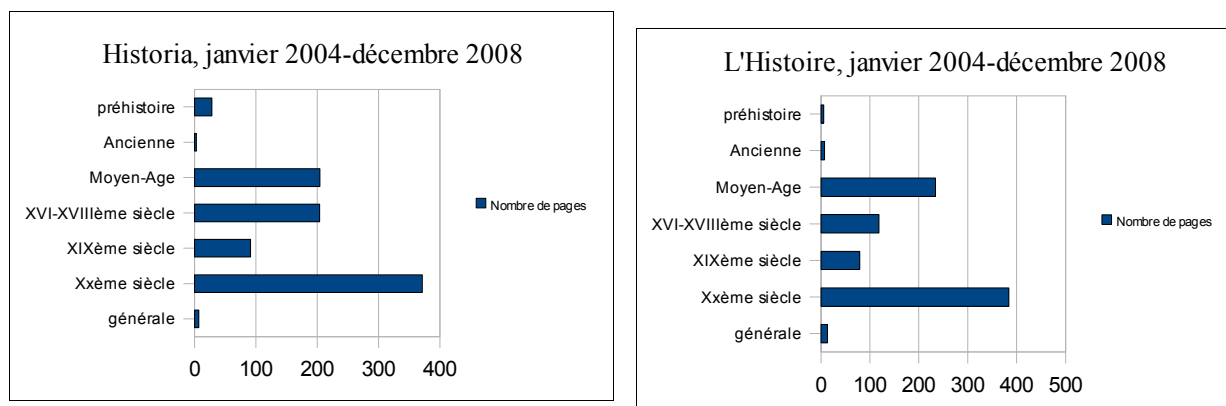 Historia, janvier 2004-décembre 2008
préhistoire
Ancienne
Moyen-Age
XVI-XVIIIème siècle
XIXème siècle
Xxème siècle
générale
0 100 200 300 400
Nombre de pages
L'Histoire, janvier 2004-décembre 2008
préhistoire
Ancienne
Moyen-Age
XVI-XVIIIème siècle
XIXème siècle
Xxème siècle
générale
0 100 200 300 400 500
Nombre de pages